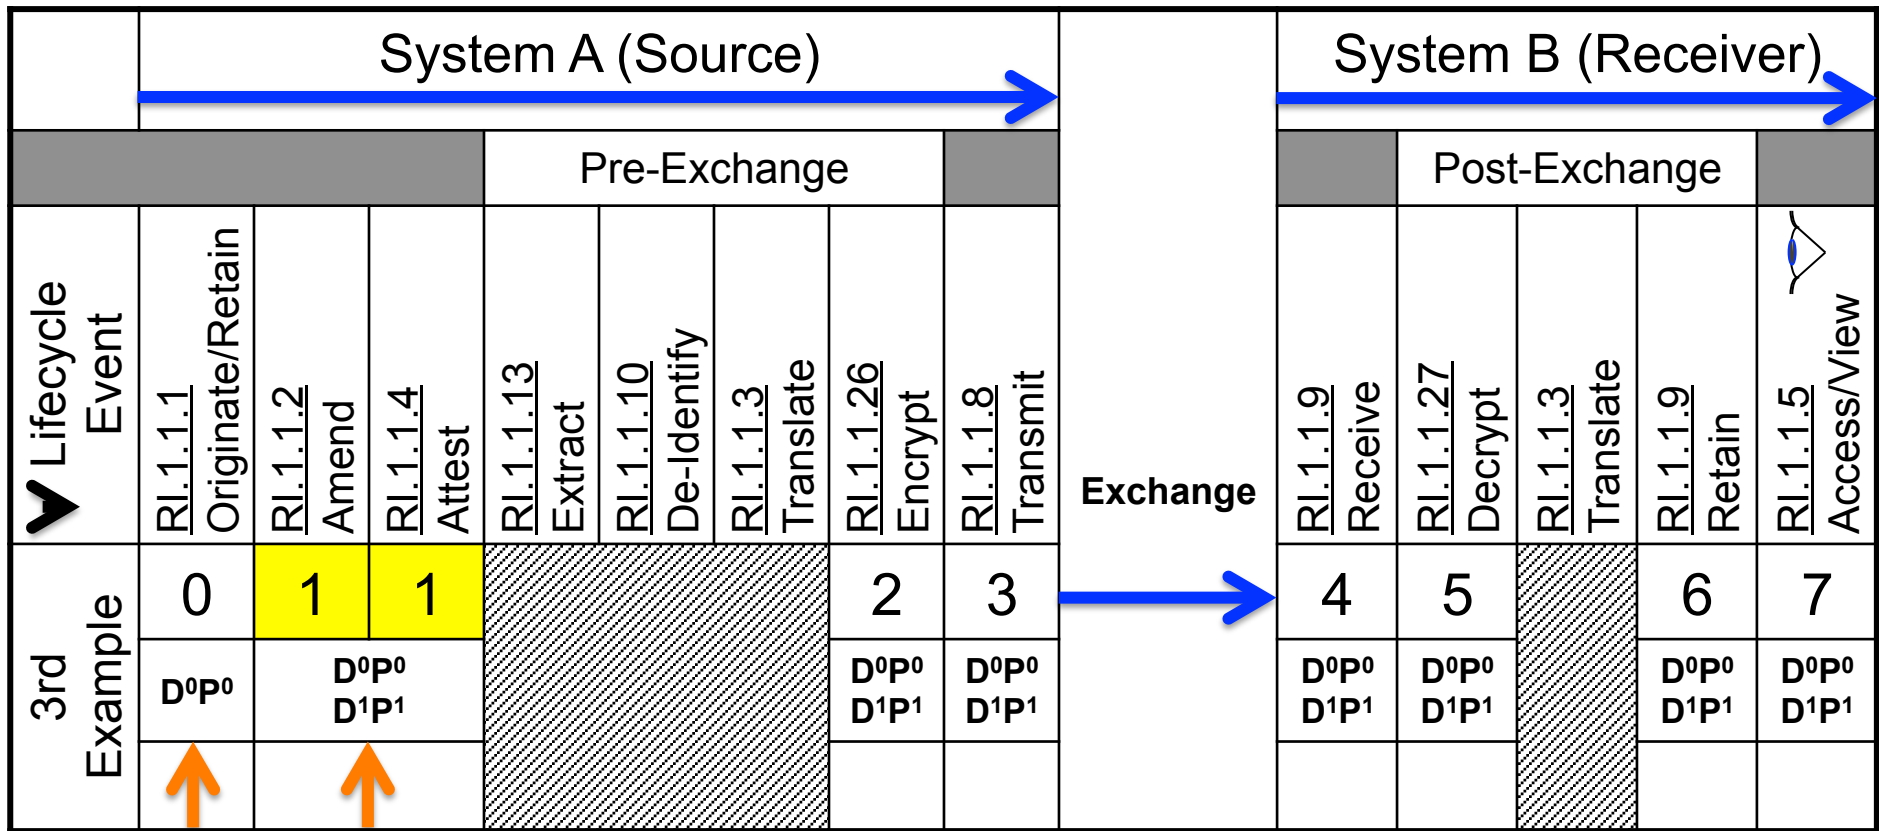 System A (Source)
System B (Receiver)
Pre-Exchange
Post-Exchange
Lifecycle
Event
RI.1.1.1
Originate/Retain
RI.1.1.2
Amend
RI.1.1.4
Attest
RI.1.1.13
Extract
RI.1.1.10
De-Identify
RI.1.1.3
Translate
RI.1.1.26
Encrypt
RI.1.1.8
Transmit
Exchange
RI.1.1.9
Receive
RI.1.1.27
Decrypt
RI.1.1.3
Translate
RI.1.1.9
Retain
RI.1.1.5
Access/View
3rd
Example
0
1
1
2
3
4
5
6
7
D⁰P⁰
D⁰P⁰
D¹P¹
D⁰P⁰
D¹P¹
D⁰P⁰
D¹P¹
D⁰P⁰
D¹P¹
D⁰P⁰
D¹P¹
D⁰P⁰
D¹P¹
D⁰P⁰
D¹P¹